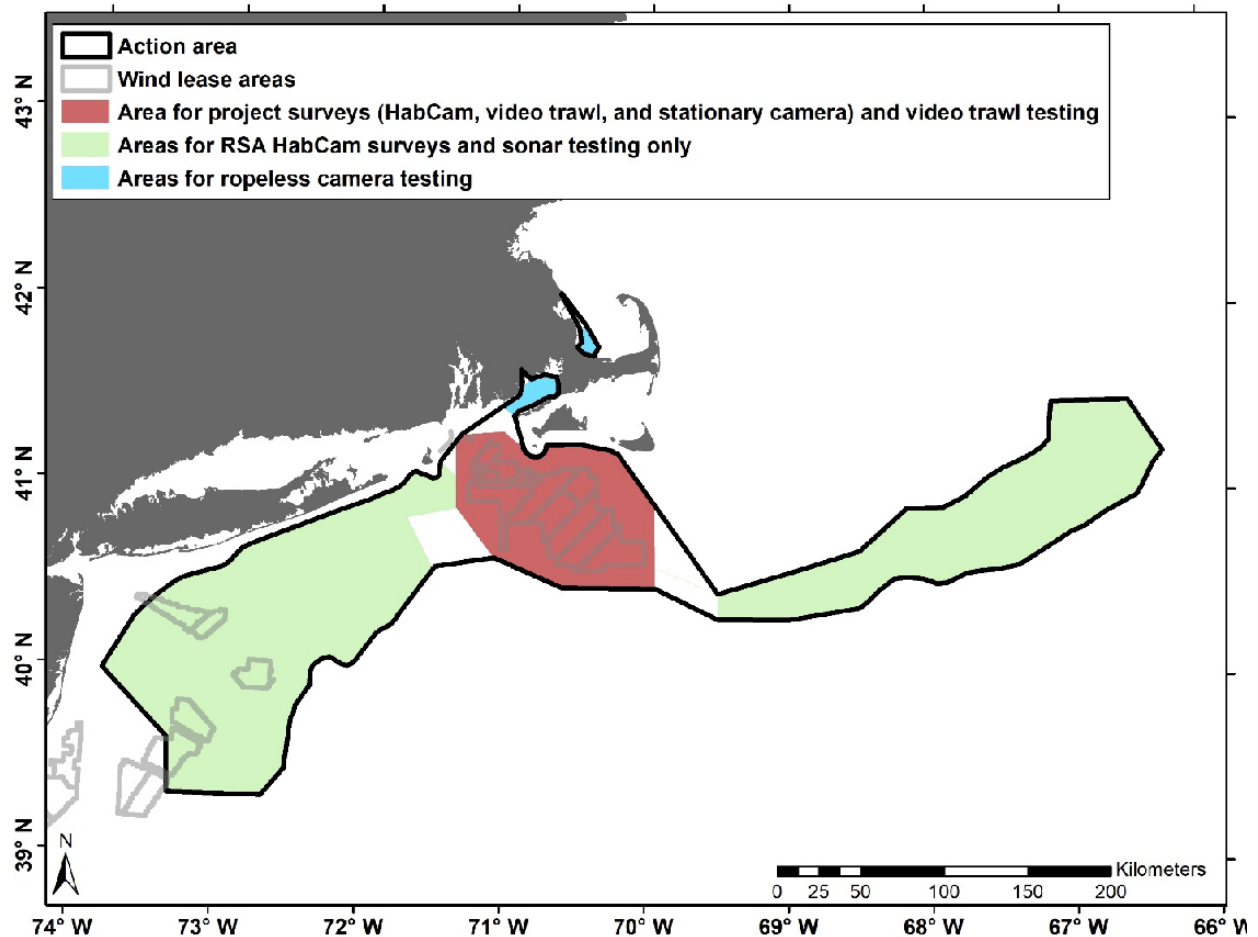 Action area
Wind lease areas
Area for project surveys (HabCam, video trawl, and stationary camera) and video trawl testing
Areas for RSA HabCam surveys and sonar testing only
Areas for ropeless camera testing
43° N
42° N
41° N
40° N
39° N
N
Kilometers
0 25 50 100 150 200
74° W 73° W 72° W 71° W 70° W 69° W 68° W 67° W 66° W